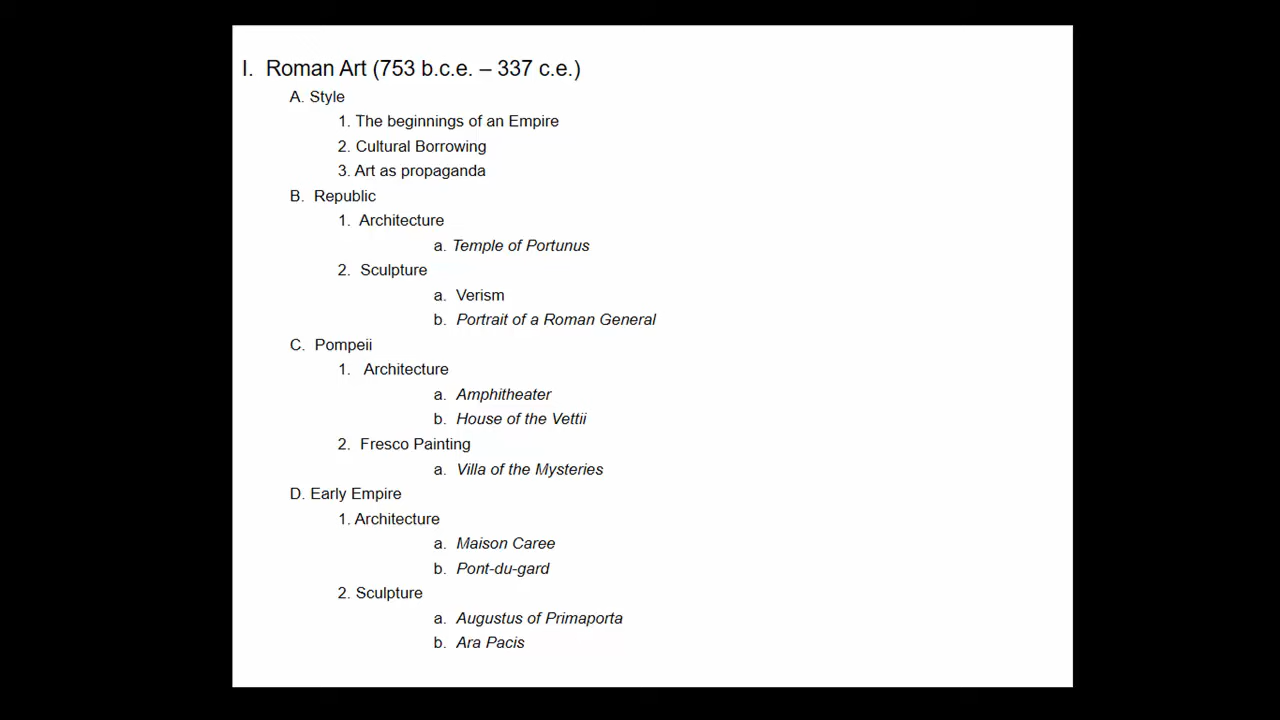 I. Roman Art (753 b.c.e. – 337 c.e.)
A. Style
1. The beginnings of an Empire
2. Cultural Borrowing
3. Art as propaganda
B. Republic
1. Architecture
a. Temple of Portunus
2. Sculpture
a. Verism
b. Portrait of a Roman General
C. Pompeii
1. Architecture
a. Amphitheater
b. House of the Vettii
2. Fresco Painting
a. Villa of the Mysteries
D. Early Empire
1. Architecture
a. Maison Caree
b. Pont-du-gard
2. Sculpture
a. Augustus of Primaporta
b. Ara Pacis